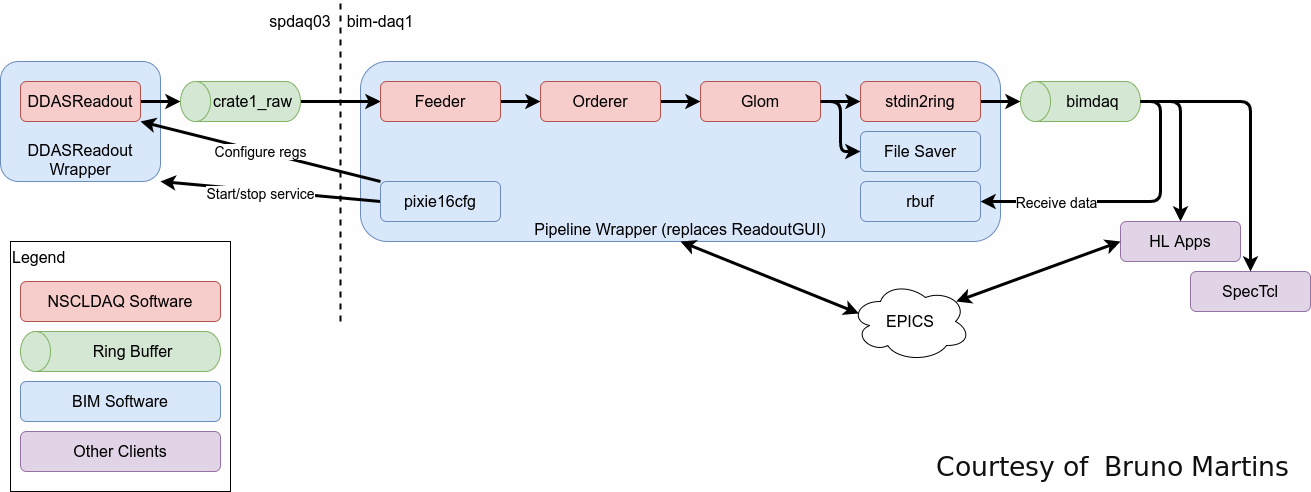 spdaq03
bim-daq1
DDASReadout
crate1_raw
Feeder
Orderer
Glom
stdin2ring
bimdaq
DDASReadout
Wrapper
Configure regs
File Saver
Start/stop service
pixie16cfg
rbuf
Receive data
Pipeline Wrapper (replaces ReadoutGUI)
HL Apps
SpecTcl
EPICS
Legend
NSCLDAQ Software
Ring Buffer
BIM Software
Other Clients
Courtesy of  Bruno Martins